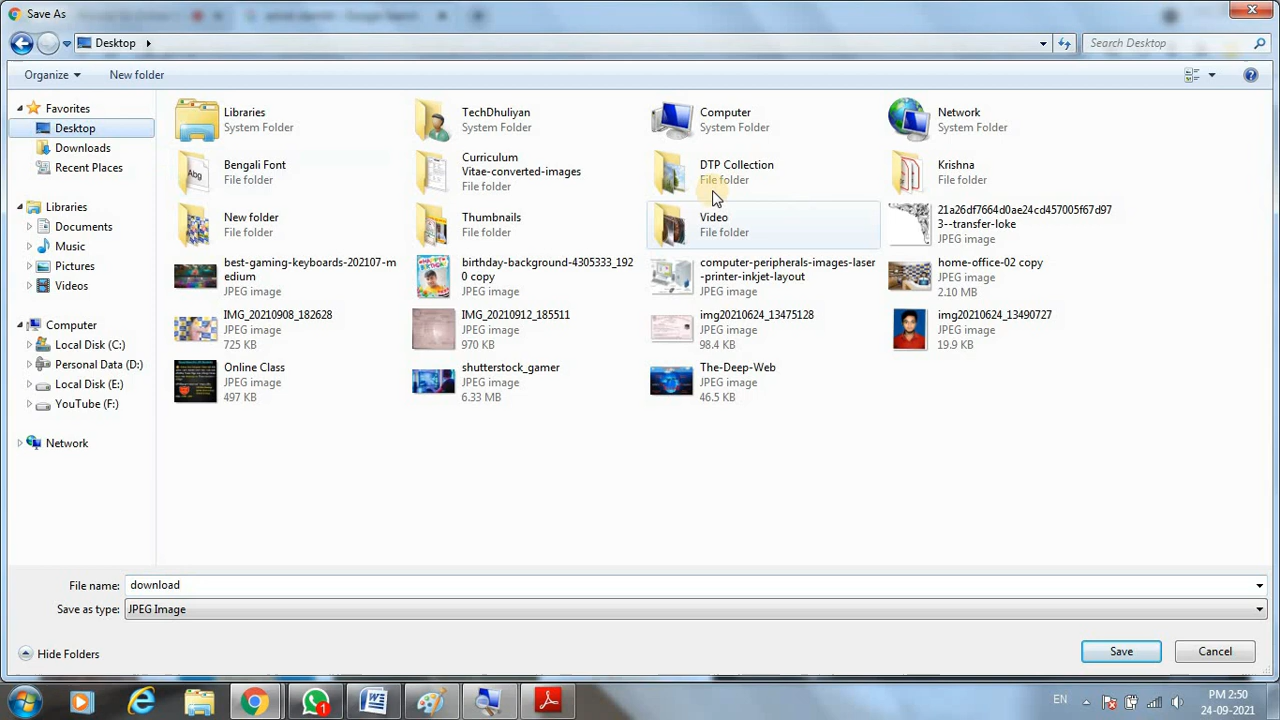 Save As
Desktop
Search Desktop
Organize
New folder
Favorites
Desktop
Downloads
Recent Places
Libraries
Documents
Music
Pictures
Videos
Computer
Local Disk (C:)
Personal Data (D:)
Local Disk (E:)
YouTube (F:)
Network
Libraries
System Folder
TechDhuliyan
System Folder
Computer
System Folder
Network
System Folder
Abg
Bengali Font
File folder
Curriculum
Vitae-converted-images
File folder
DTP Collection
File folder
Krishna
File folder
New folder
File folder
Thumbnails
File folder
Video
File folder
21a26df7664d0ae24cd457005f67d97
3--transfer-loke
JPEG image
best-gaming-keyboards-202107-m
edium
JPEG image
birthday-background-4305333_192
0 copy
JPEG image
computer-peripherals-images-laser
-printer-inkjet-layout
JPEG image
home-office-02 copy
JPEG image
2.10 MB
IMG_20210908_182628
JPEG image
725 KB
IMG_20210912_185511
JPEG image
970 KB
img20210624_13475128
JPEG image
98.4 KB
img20210624_13490727
JPEG image
19.9 KB
Online Class
JPEG image
497 KB
shutterstock_gamer
JPEG image
6.33 MB
The-Deep-Web
JPEG image
46.5 KB
File name: download
Save as type: JPEG Image
Hide Folders
Save
Cancel
1
EN
PM 2:50
24-09-2021